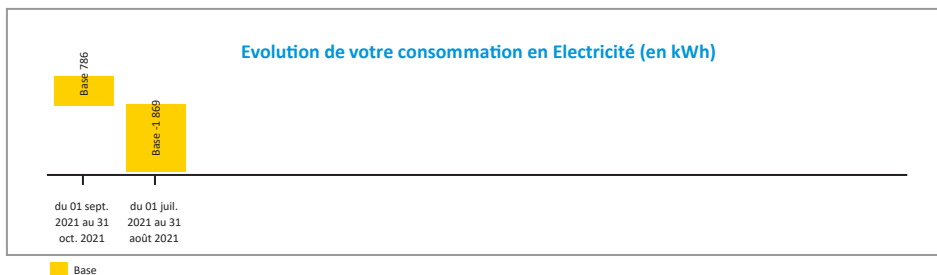 Evolution de votre consommation en Electricité (en kWh)
Base 786
Base -1 869
du 01 sept.
2021 au 31
oct. 2021
du 01 juil.
2021 au 31
août 2021
Base